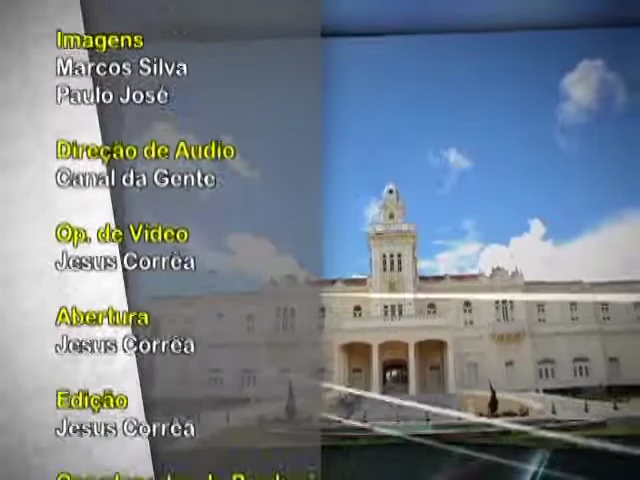 Imagens
Marcos Silva
Paulo José
Direção de Audio
Canal da Gente
Op. de Vídeo
Jesus Corrêa
Abertura
Jesus Corrêa
Edição
Jesus Corrêa